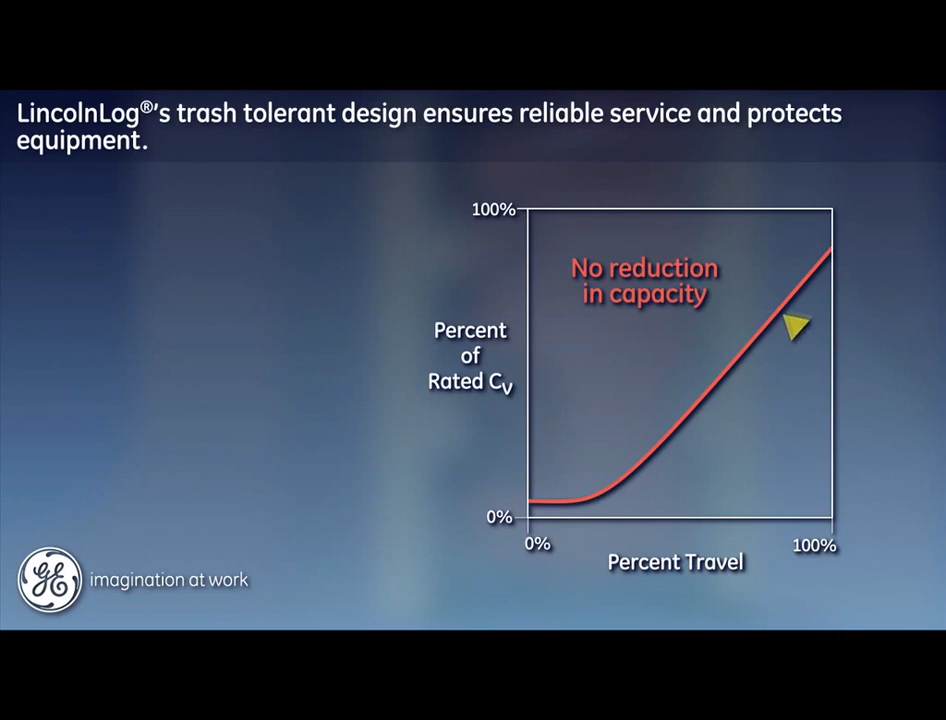 LincolnLog®'s trash tolerant design ensures reliable service and protects
equipment.
100%
No reduction
in capacity
Percent
of
Rated Cv
0%
0%
100%
Percent Travel
GE
imagination at work